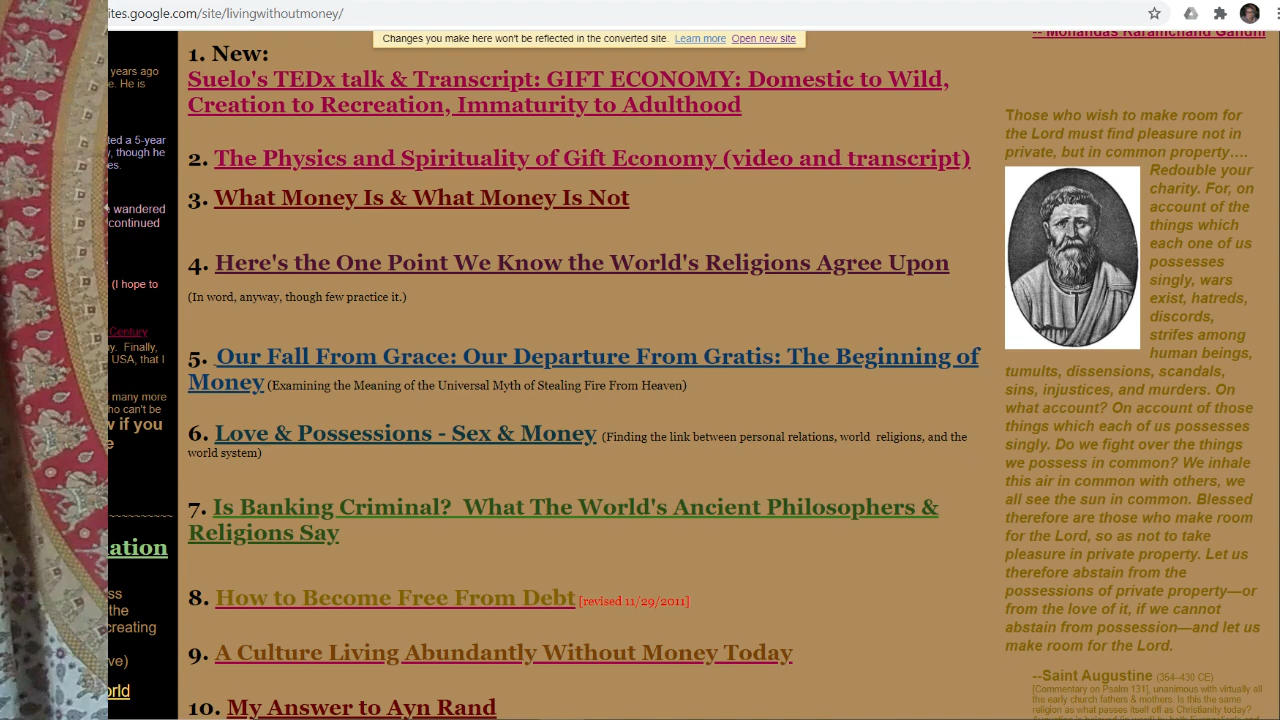 ites.google.com/site/livingwithoutmoney/
Changes you make here won't be reflected in the converted site. Learn more Open new site
years ago
e. He is
ted a 5-year
, though he
es.
wandered
continued
(I hope to
Century
y. Finally,
USA, that I
many more
ho can't be
w if you
e
~~~~~~~~~~
ation
ss
the
creating
ve)
orld
1. New:
Suelo's TEDx talk & Transcript: GIFT ECONOMY: Domestic to Wild,
Creation to Recreation, Immaturity to Adulthood
2. The Physics and Spirituality of Gift Economy (video and transcript)
3. What Money Is & What Money Is Not
4. Here's the One Point We Know the World's Religions Agree Upon
(In word, anyway, though few practice it.)
5. Our Fall From Grace: Our Departure From Gratis: The Beginning of
Money (Examining the Meaning of the Universal Myth of Stealing Fire From Heaven)
6. Love & Possessions - Sex & Money (Finding the link between personal relations, world religions, and the
world system)
7. Is Banking Criminal? What The World's Ancient Philosophers &
Religions Say
8. How to Become Free From Debt [revised 11/29/2011]
9. A Culture Living Abundantly Without Money Today
10. My Answer to Ayn Rand
-- Mohandas Karamchand Gandhi
Those who wish to make room for
the Lord must find pleasure not in
private, but in common property….
Redouble your
charity. For, on
account of the
things which
each one of us
possesses
singly, wars
exist, hatreds,
discords,
strifes among
human beings,
tumults, dissensions, scandals,
sins, injustices, and murders. On
what account? On account of those
things which each of us possess
singly. Do we fight over the things
we possess in common? We inhale
this air in common with others, we
all see the sun in common. Blessed
therefore are those who make room
for the Lord, so as not to take
pleasure in private property. Let us
therefore abstain from the
possessions of private property—or
from the love of it, if we cannot
abstain from possession—and let us
make room for the Lord.
--Saint Augustine (354–430 CE)
[Commentary on Psalm 131], unanimous with virtually all
the early church fathers & mothers. Is this the same
religion as what passes itself off as Christianity today?